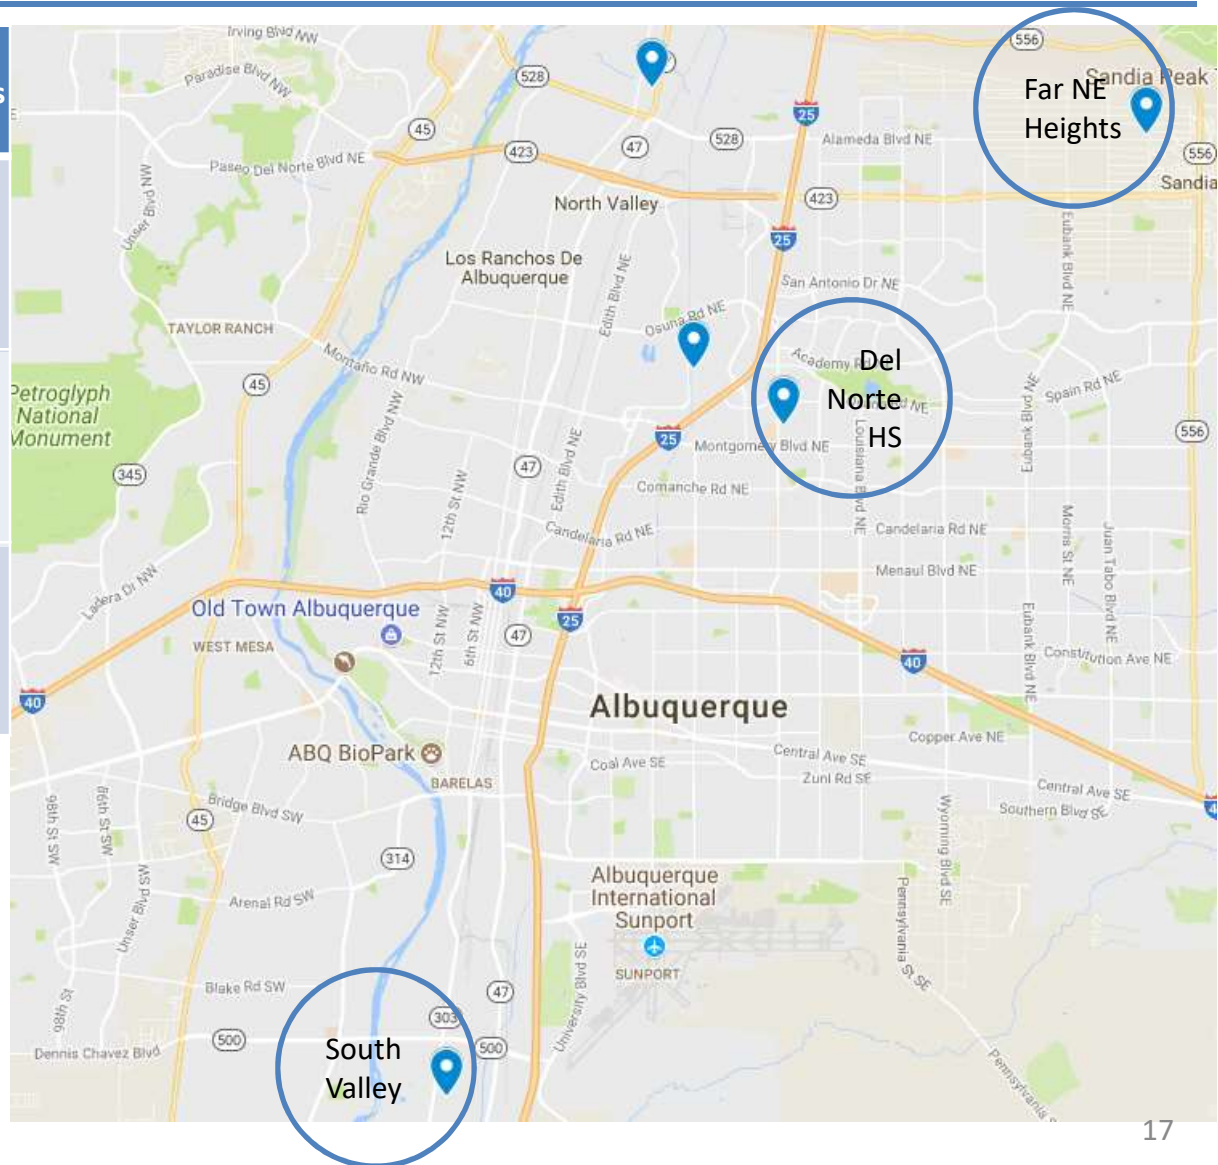 s
Irving Blvd NW
556
Paradise Blvd NW
528
Sandia Peak
Far NE
Heights
25
45
Alameda Blvd NE
528
47
423
556
Paseo Del Norte Blvd NE
Sandia
Unser Blvd NW
North Valley
423
25
Eubank Blvd NE
Los Ranchos De
Albuquerque
Edith Blvd NE
San Antonio Dr NE
TAYLOR RANCH
Osuna Rd NE
Montaño Rd NW
Academy Rd
Del
Norte
HS
NE
45
Petroglyph
National
Monument
Spain Rd NE
Eubank Blvd NE
Rio Grande Blvd NW
25
Montgomery Blvd NE
556
Edith Blvd NE
Louisiana Blvd NE
47
345
12th St NW
Comanche Rd NE
Candelaria Rd NE
Candelaria Rd NE
Morris St NE
Juan Tabo Blvd NE
Menaul Blvd NE
Ladera Dr NW
40
Old Town Albuquerque
25
47
12th St NW
6th St NW
WEST MESA
Eubank Blvd NE
Constitution Ave NE
40
40
Albuquerque
Copper Ave NE
ABQ BioPark
Central Ave SE
Coal Ave SE
Zuni Rd SE
BARELAS
Central Ave SE
Southern Blvd SE
4
98th St SW
86th St SW
Bridge Blvd SW
45
Wyoming Blvd SE
314
Albuquerque
International
Sunport
Arenal Rd SW
Unser Blvd SW
Pennsylvania St SE
SUNPORT
University Blvd SE
Blake Rd SW
47
98th St
303
500
South
Valley
500
Dennis Chavez Blvd
Pennsylvania S
17